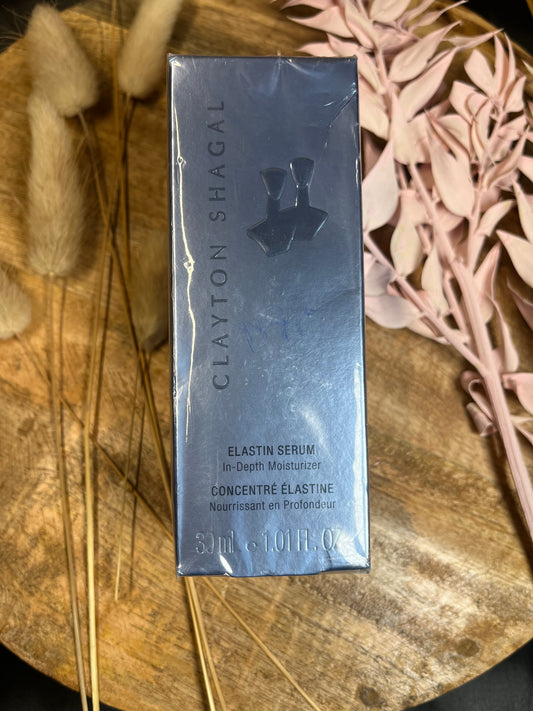 CLAYTON SHAGAL
ELASTIN SERUM
In-Depth Moisturizer
CONCENTRÉ ÉLASTINE
Nourrissant en Profondeur
30 ml ℮ 1.01 FL. OZ